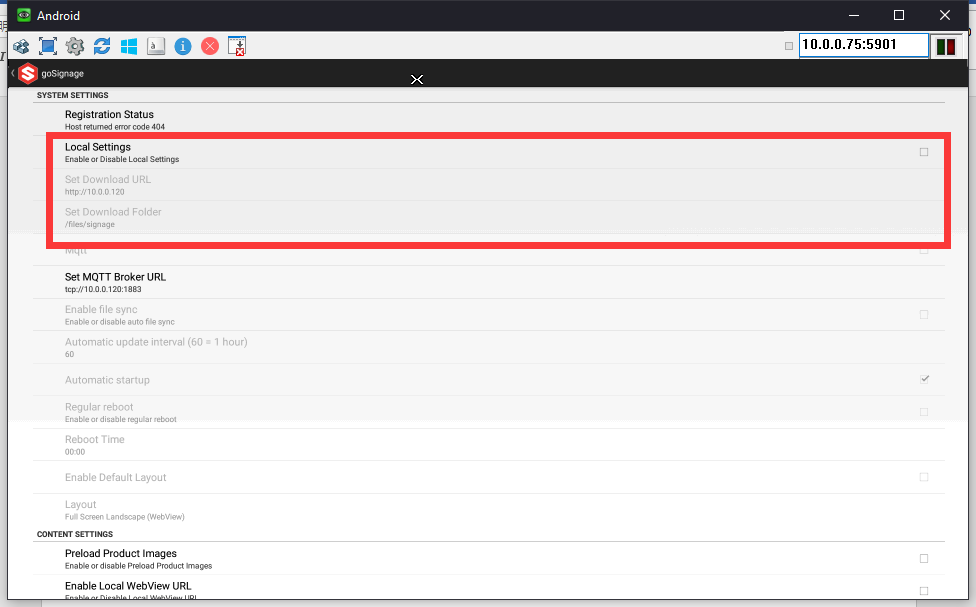 Android
10.0.0.75:5901
goSignage
SYSTEM SETTINGS
Registration Status
Host returned error code 404
Local Settings
Enable or Disable Local Settings
Set Download URL
http://10.0.0.120
Set Download Folder
/files/signage
Mqtt
Set MQTT Broker URL
tcp://10.0.0.120:1883
Enable file sync
Enable or disable auto file sync
Automatic update interval (60 = 1 hour)
60
Automatic startup
Regular reboot
Enable or disable regular reboot
Reboot Time
00:00
Enable Default Layout
Layout
Full Screen Landscape (WebView)
CONTENT SETTINGS
Preload Product Images
Enable or disable Preload Product Images
Enable Local WebView URL
Enable or Disable Local WebView URL